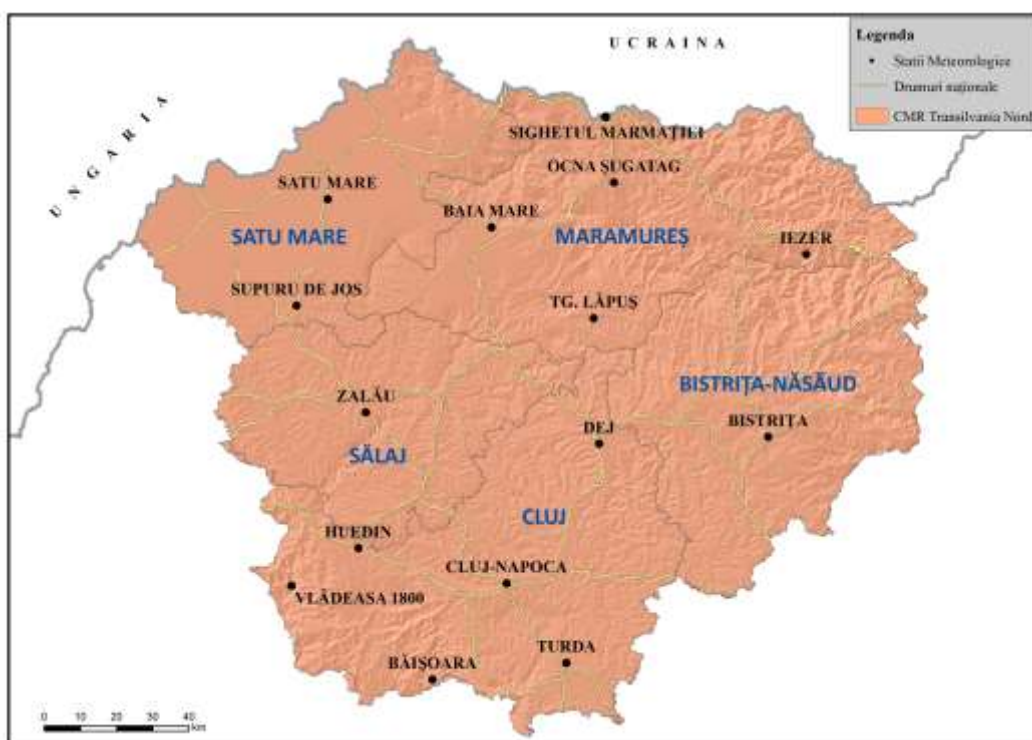 UCRAINA
UNGARIA
Legenda
Statii Meteorologice
Drumuri naționale
CMR Transilvania Nord
SIGHETUL MARMAȚIEI
OCNA ȘUGATAG
SATU MARE
BAIA MARE
SATU MARE
MARAMUREȘ
IEZER
SUPURU DE JOS
TG. LĂPUȘ
BISTRIȚA-NĂSĂUD
ZALĂU
BISTRIȚA
DEJ
SĂLAJ
CLUJ
HUEDIN
CLUJ-NAPOCA
VLĂDEASA 1800
TURDA
BĂIȘOARA
0 10 20 30 40
km